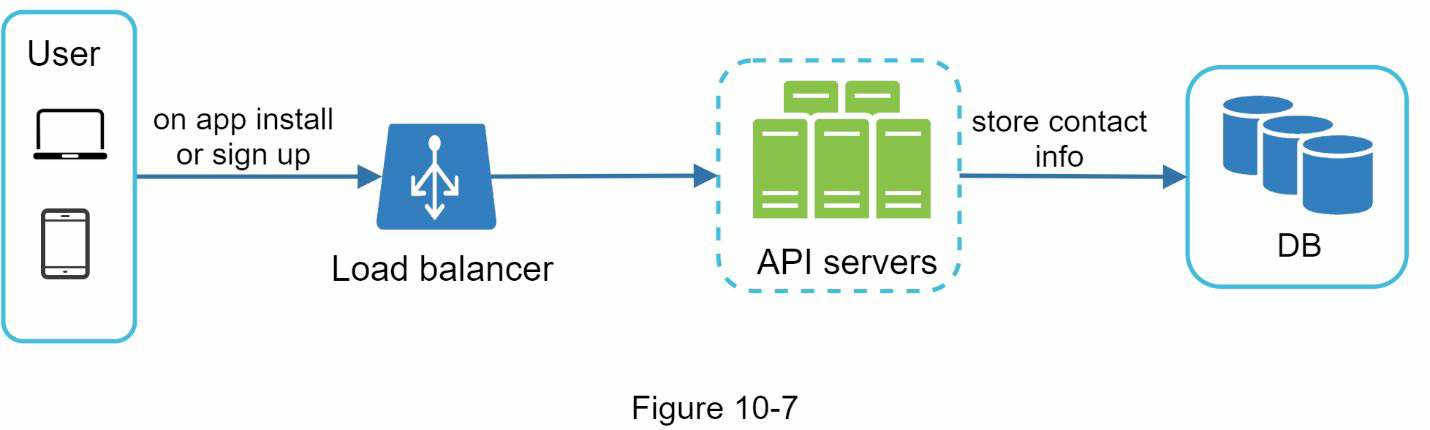 User
on app install
or sign up
Load balancer
API servers
store contact
info
DB
Figure 10-7